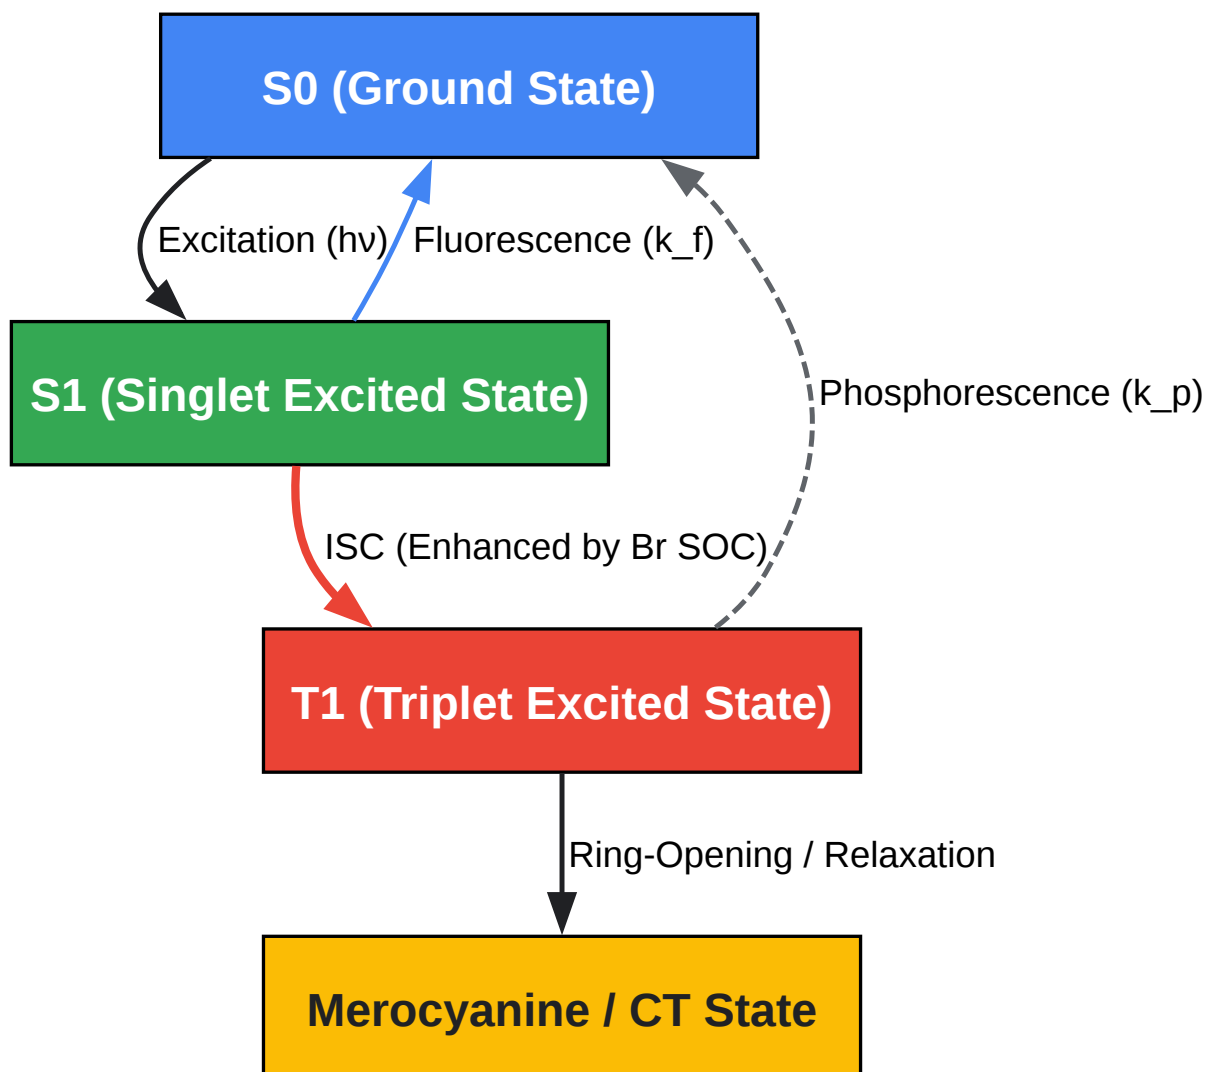 S0 (Ground State)
Excitation (hν)
Fluorescence (k_f)
S1 (Singlet Excited State)
Phosphorescence (k_p)
ISC (Enhanced by Br SOC)
T1 (Triplet Excited State)
Ring-Opening / Relaxation
Merocyanine / CT State